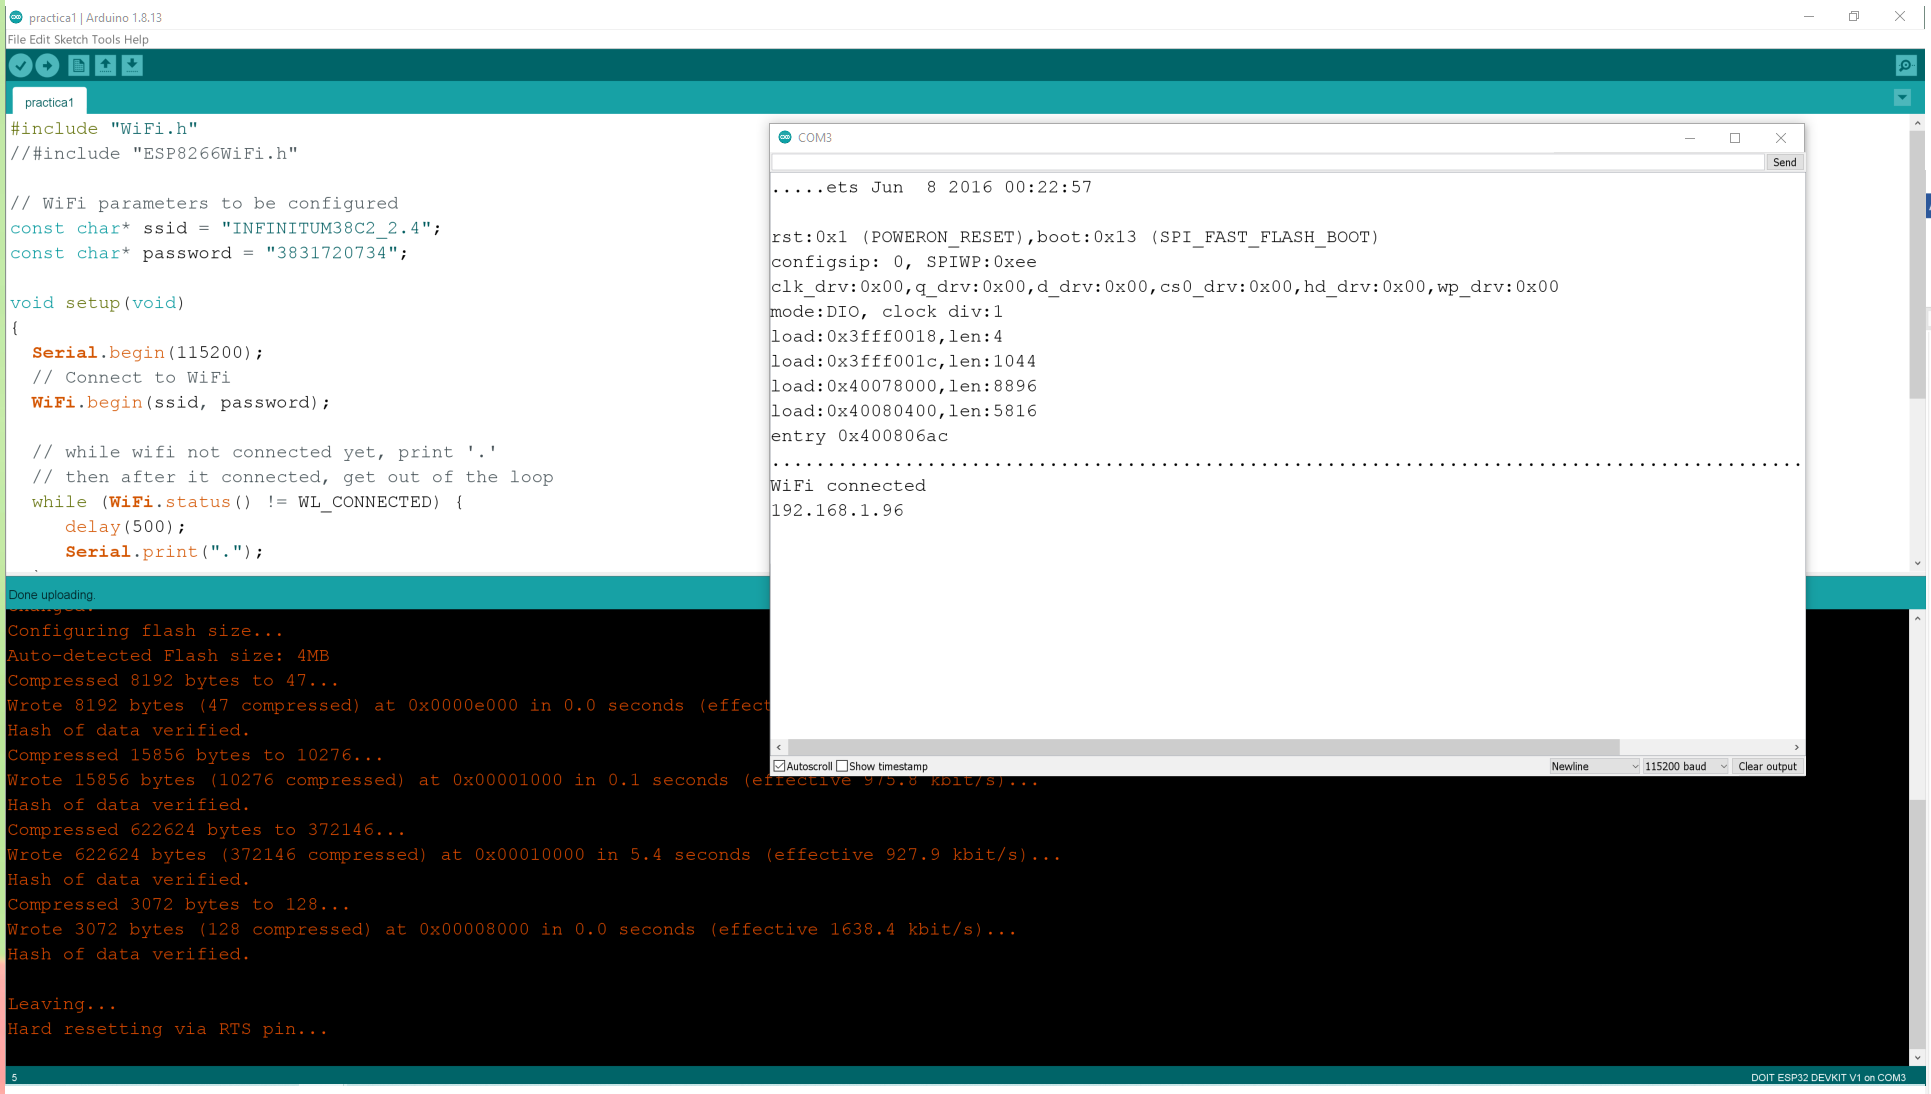 practica1 | Arduino 1.8.13
File Edit Sketch Tools Help
practica1
#include "WiFi.h"
//#include "ESP8266WiFi.h"
// WiFi parameters to be configured
const char* ssid = "INFINITUM38C2_2.4";
const char* password = "3831720734";
void setup(void)
{
Serial.begin(115200);
// Connect to WiFi
WiFi.begin(ssid, password);
// while wifi not connected yet, print '.'
// then after it connected, get out of the loop
while (WiFi.status() != WL_CONNECTED) {
delay(500);
Serial.print(".");
COM3
Send
.....ets Jun  8 2016 00:22:57
rst:0x1 (POWERON_RESET),boot:0x13 (SPI_FAST_FLASH_BOOT)
configsip: 0, SPIWP:0xee
clk_drv:0x00,q_drv:0x00,d_drv:0x00,cs0_drv:0x00,hd_drv:0x00,wp_drv:0x00
mode:DIO, clock div:1
load:0x3fff0018,len:4
load:0x3fff001c,len:1044
load:0x40078000,len:8896
load:0x40080400,len:5816
entry 0x400806ac
.............................................................................................
WiFi connected
192.168.1.96
Autoscroll Show timestamp
Newline 115200 baud Clear output
Done uploading.
changed.
Configuring flash size...
Auto-detected Flash size: 4MB
Compressed 8192 bytes to 47...
Wrote 8192 bytes (47 compressed) at 0x0000e000 in 0.0 seconds (effect
Hash of data verified.
Compressed 15856 bytes to 10276...
Wrote 15856 bytes (10276 compressed) at 0x00001000 in 0.1 seconds (effective 975.8 kbit/s)...
Hash of data verified.
Compressed 622624 bytes to 372146...
Wrote 622624 bytes (372146 compressed) at 0x00010000 in 5.4 seconds (effective 927.9 kbit/s)...
Hash of data verified.
Compressed 3072 bytes to 128...
Wrote 3072 bytes (128 compressed) at 0x00008000 in 0.0 seconds (effective 1638.4 kbit/s)...
Hash of data verified.
Leaving...
Hard resetting via RTS pin...
5
DOIT ESP32 DEVKIT V1 on COM3